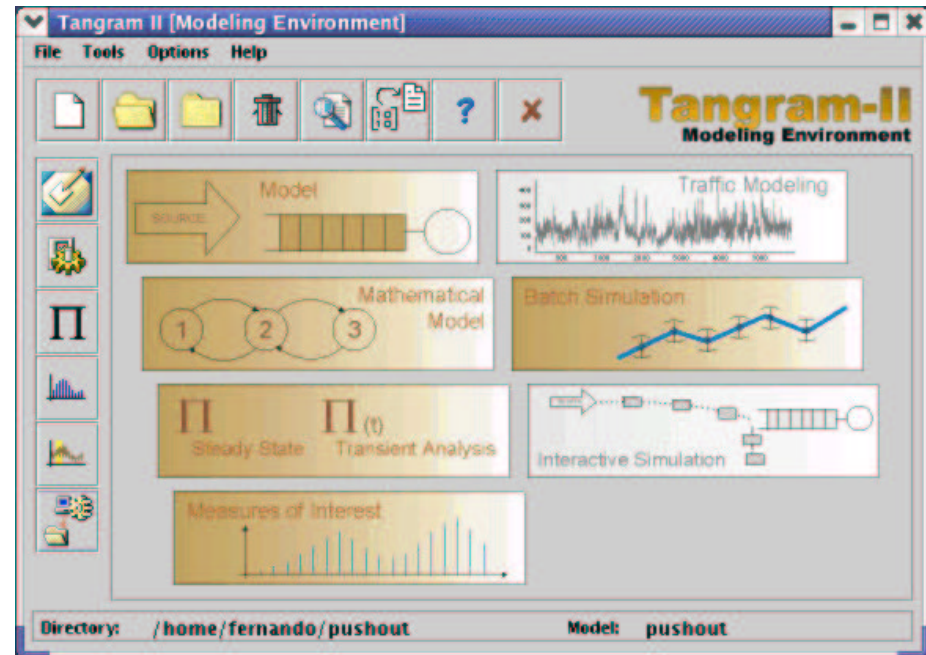 Tangram II [Modeling Environment]
File Tools Options Help
Tangram-II
Modeling Environment
Model
SOURCE
Traffic Modeling
Mathematical
Model
1 2 3
Batch Simulation
Π Π(t)
Steady State Transient Analysis
Interactive Simulation
Measures of Interest
Directory: /home/fernando/pushout Model: pushout